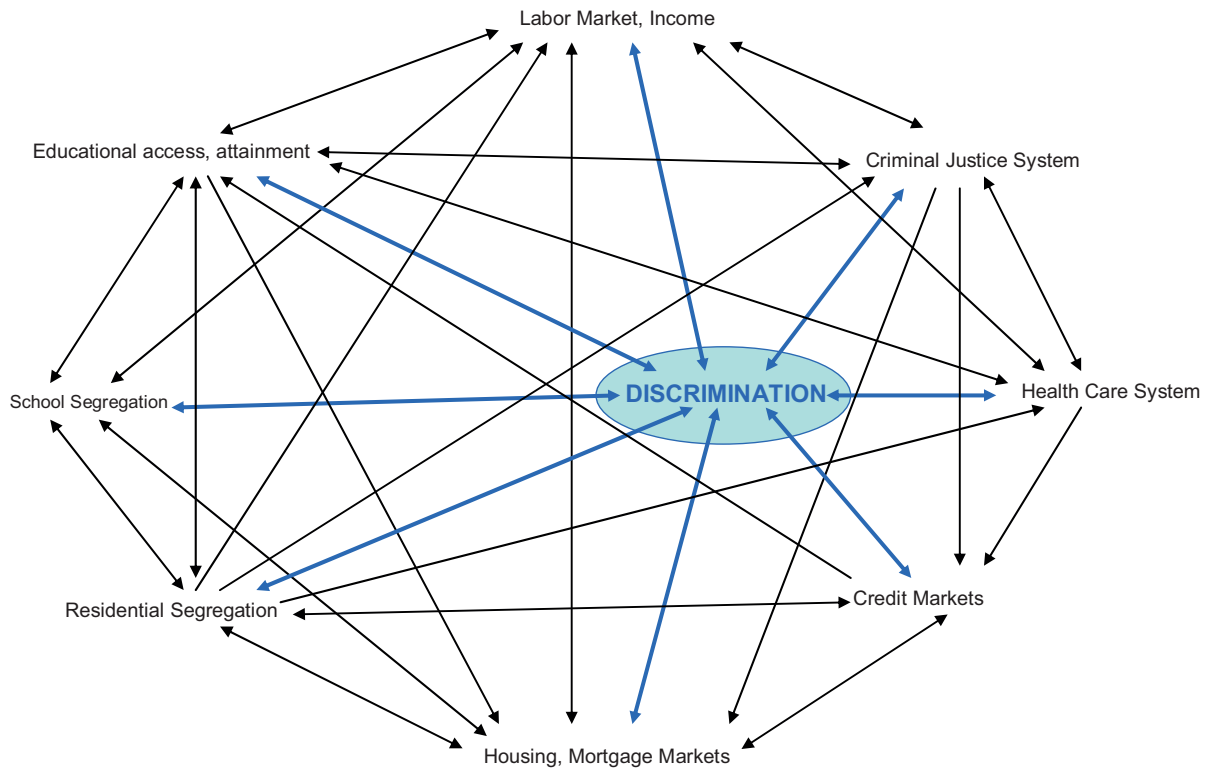 Labor Market, Income
Educational access, attainment
Criminal Justice System
DISCRIMINATION
Health Care System
School Segregation
Residential Segregation
Credit Markets
Housing, Mortgage Markets